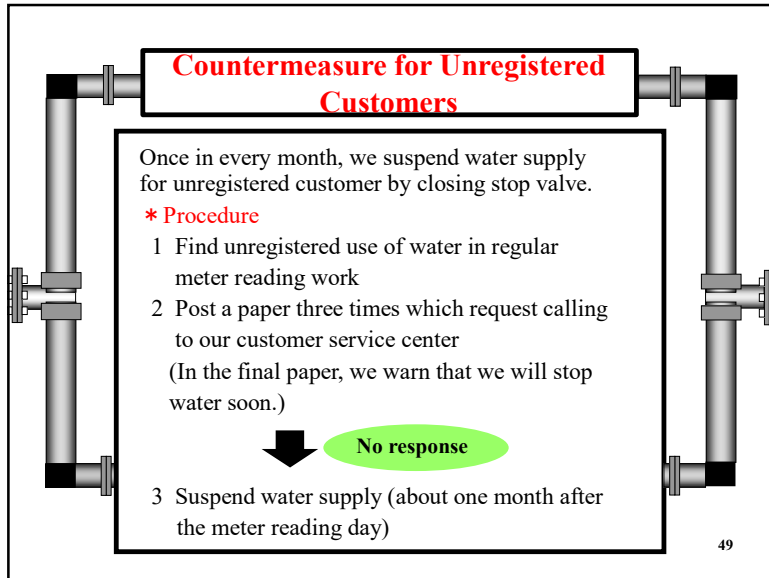 Countermeasure for Unregistered
Customers
Once in every month, we suspend water supply
for unregistered customer by closing stop valve.
＊Procedure
1 Find unregistered use of water in regular
meter reading work
2 Post a paper three times which request calling
to our customer service center
(In the final paper, we warn that we will stop
water soon.)
No response
3 Suspend water supply (about one month after
the meter reading day)
49